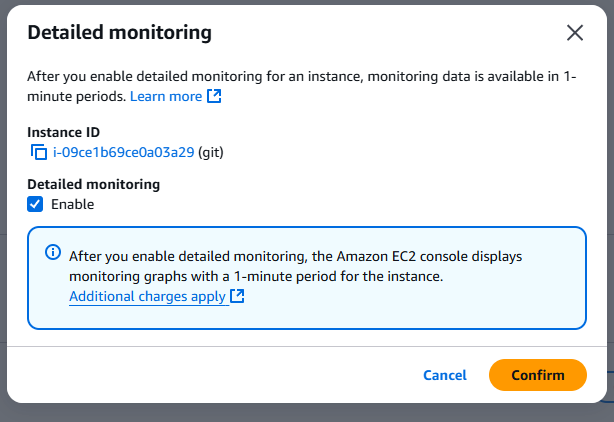 Detailed monitoring
After you enable detailed monitoring for an instance, monitoring data is available in 1-
minute periods. Learn more
Instance ID
i-09ce1b69ce0a03a29 (git)
Detailed monitoring
Enable
After you enable detailed monitoring, the Amazon EC2 console displays
monitoring graphs with a 1-minute period for the instance.
Additional charges apply
Cancel
Confirm